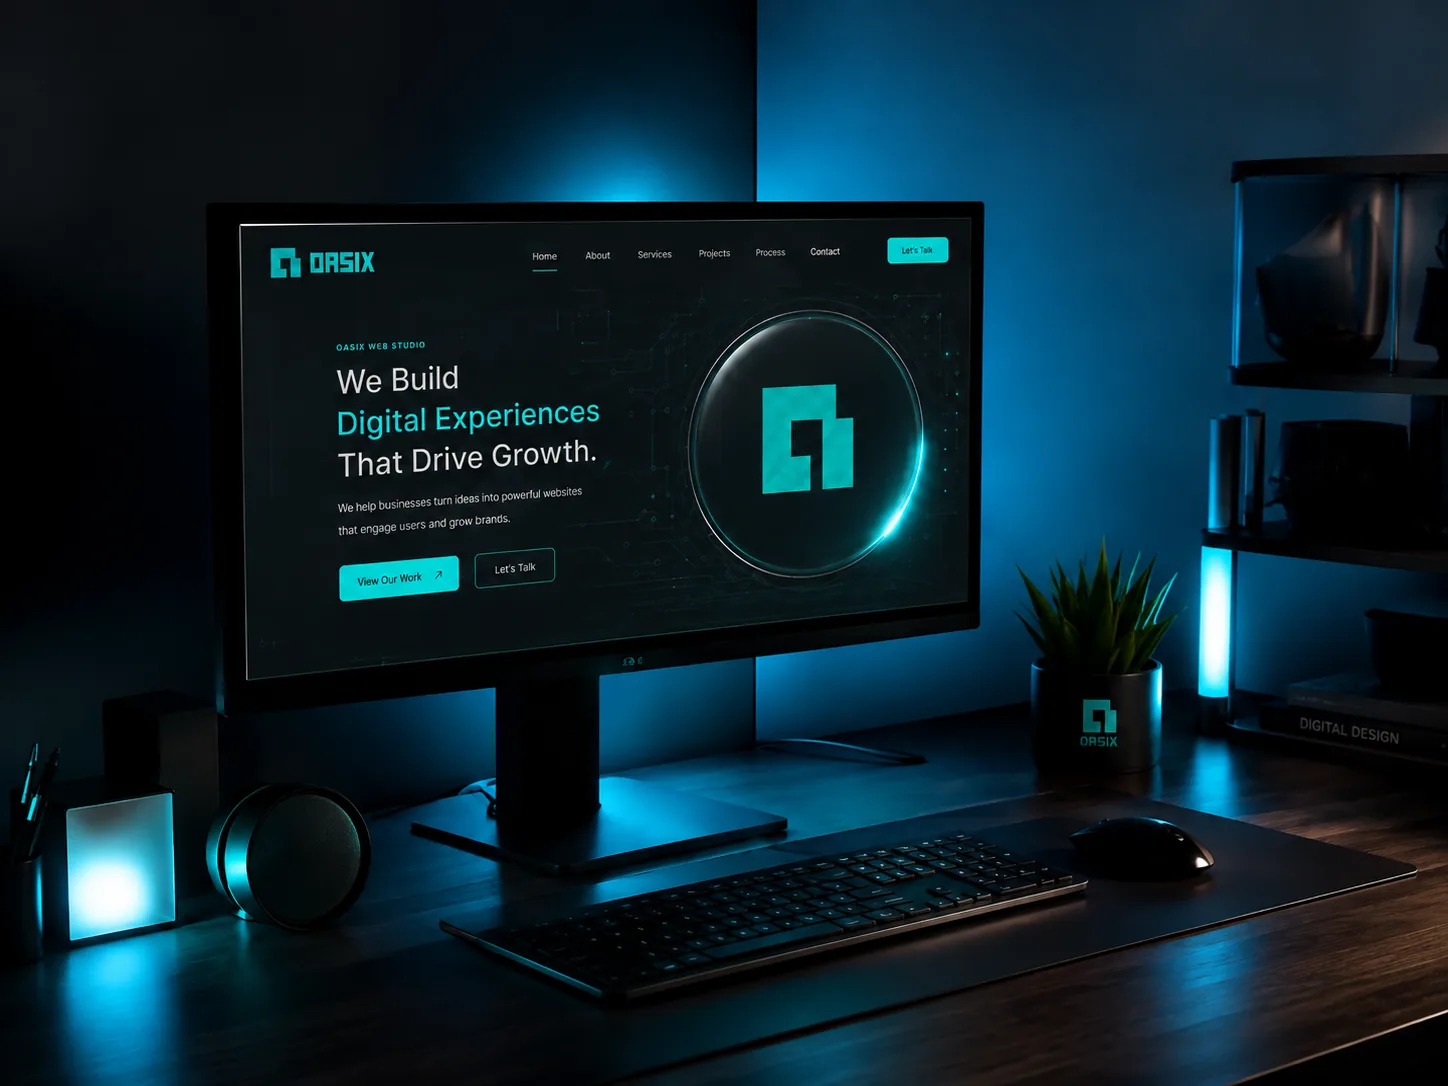 OASIX
Home
About
Services
Projects
Process
Contact
Let's Talk
OASIX WEB STUDIO
We Build
Digital Experiences
That Drive Growth.
We help businesses turn ideas into powerful websites
that engage users and grow brands.
View Our Work
Let's Talk
OASIX
DIGITAL DESIGN